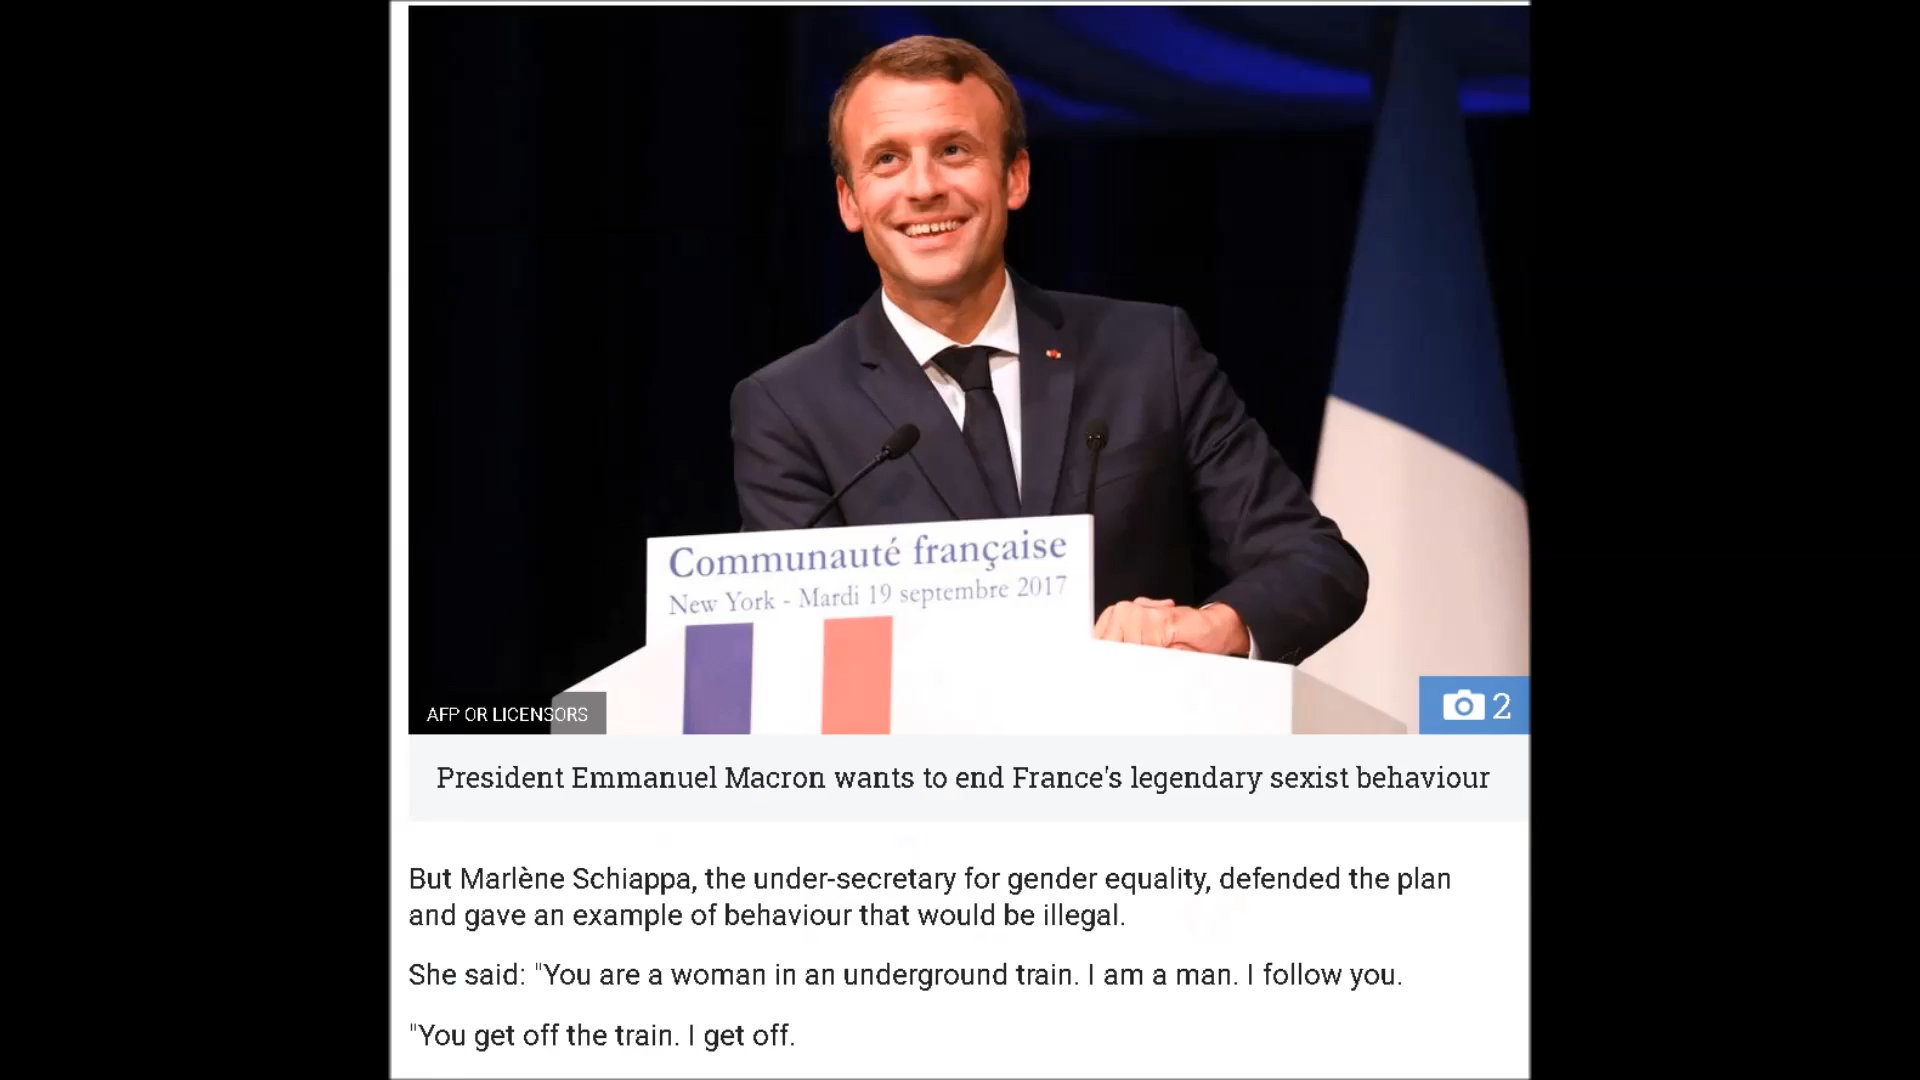 Communauté française
New York - Mardi 19 septembre 2017
AFP OR LICENSORS
2
President Emmanuel Macron wants to end France's legendary sexist behaviour
But Marlène Schiappa, the under-secretary for gender equality, defended the plan
and gave an example of behaviour that would be illegal.
She said: "You are a woman in an underground train. I am a man. I follow you.
"You get off the train. I get off.